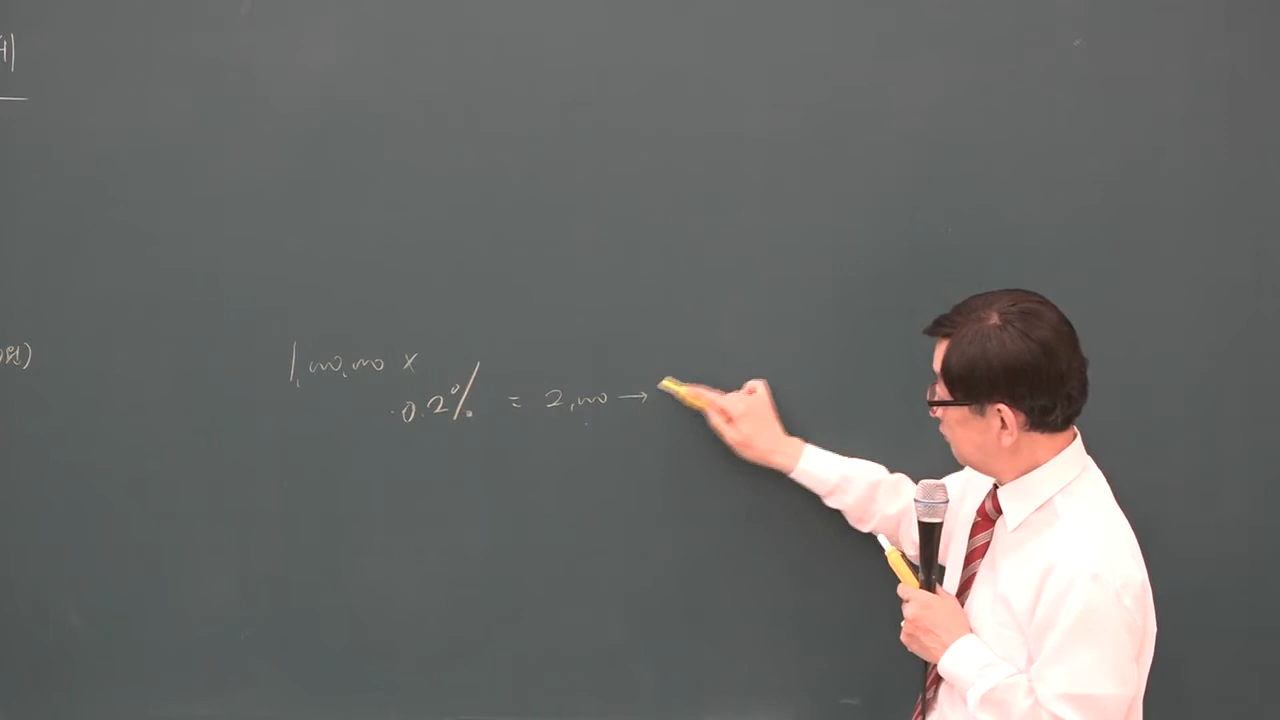 1,000,000 ×
0.2% = 2,000 →